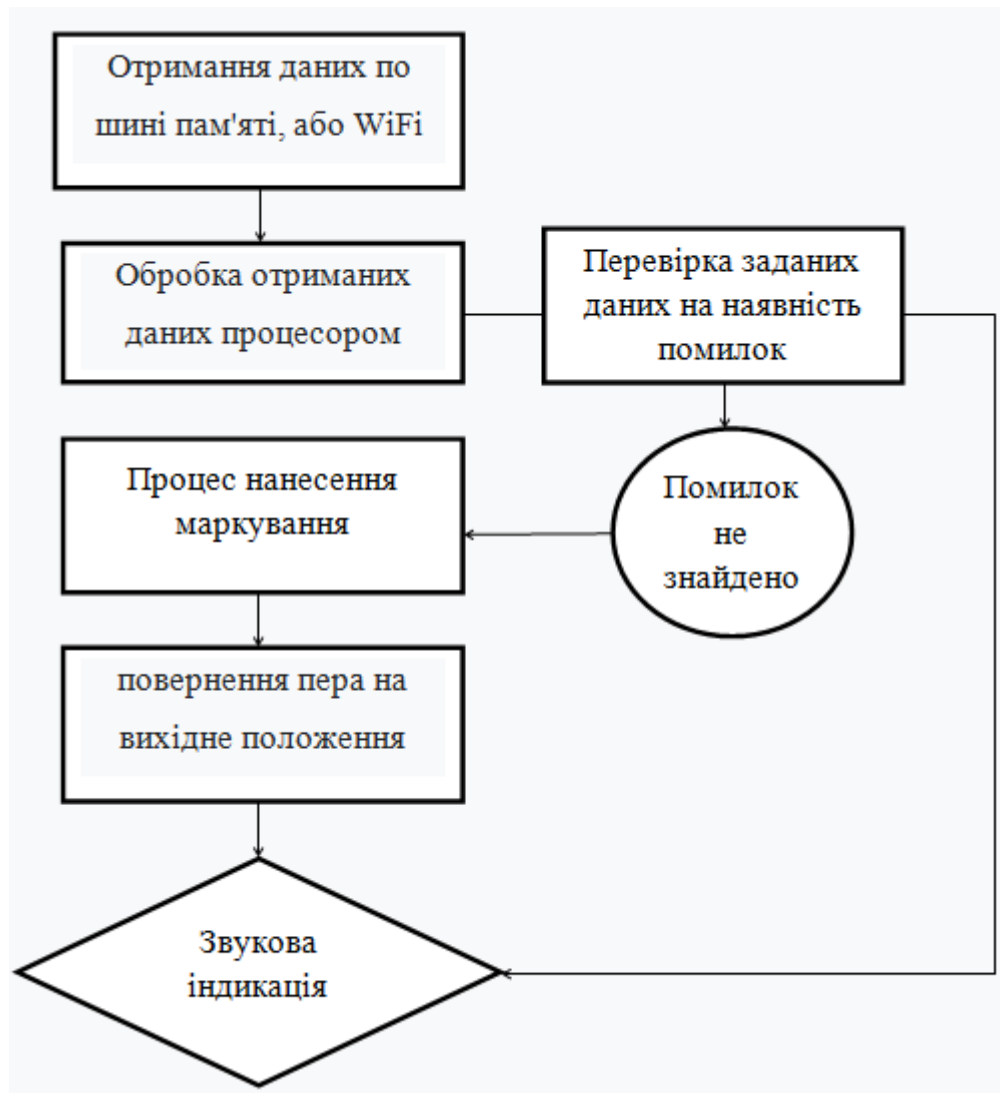 Отримання даних по
шині пам'яті, або WiFi
Обробка отриманих
даних процесором
Перевірка заданих
даних на наявність
помилок
Помилок
не
знайдено
Процес нанесення
маркування
повернення пера на
вихідне положення
Звукова
індикація